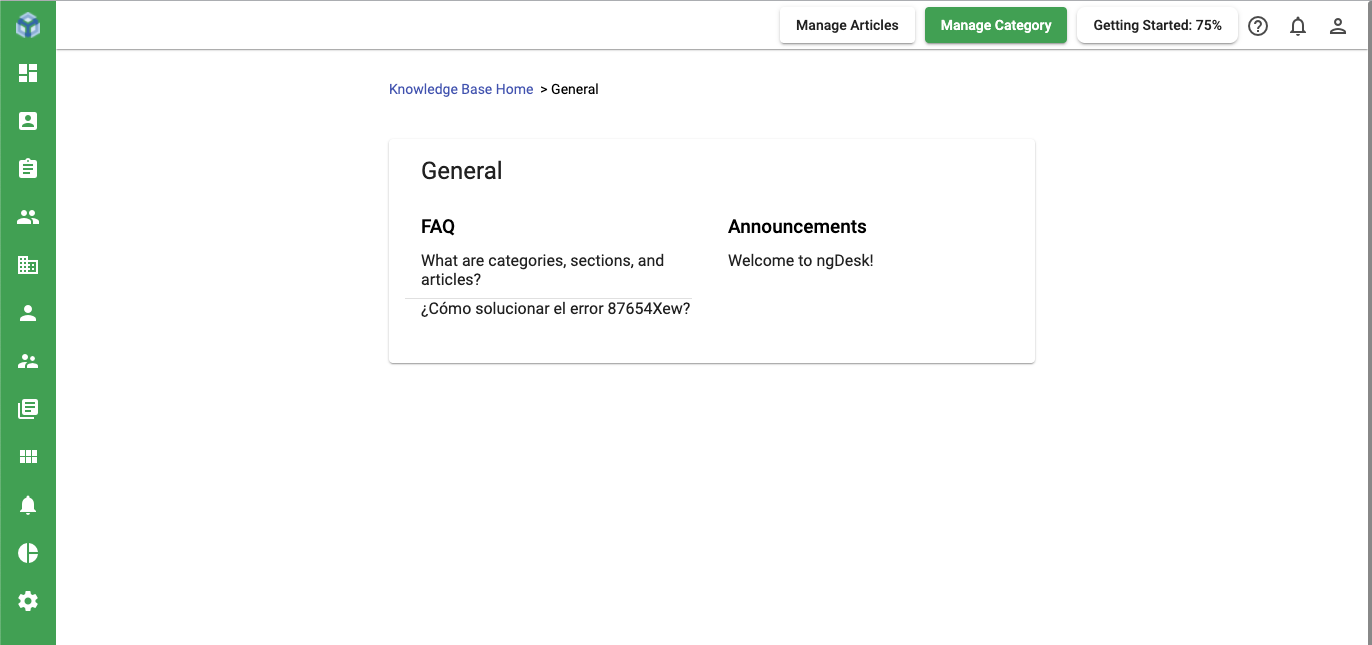 Manage Articles
Manage Category
Getting Started: 75%
Knowledge Base Home > General
General
FAQ
What are categories, sections, and
articles?
¿Cómo solucionar el error 87654Xew?
Announcements
Welcome to ngDesk!